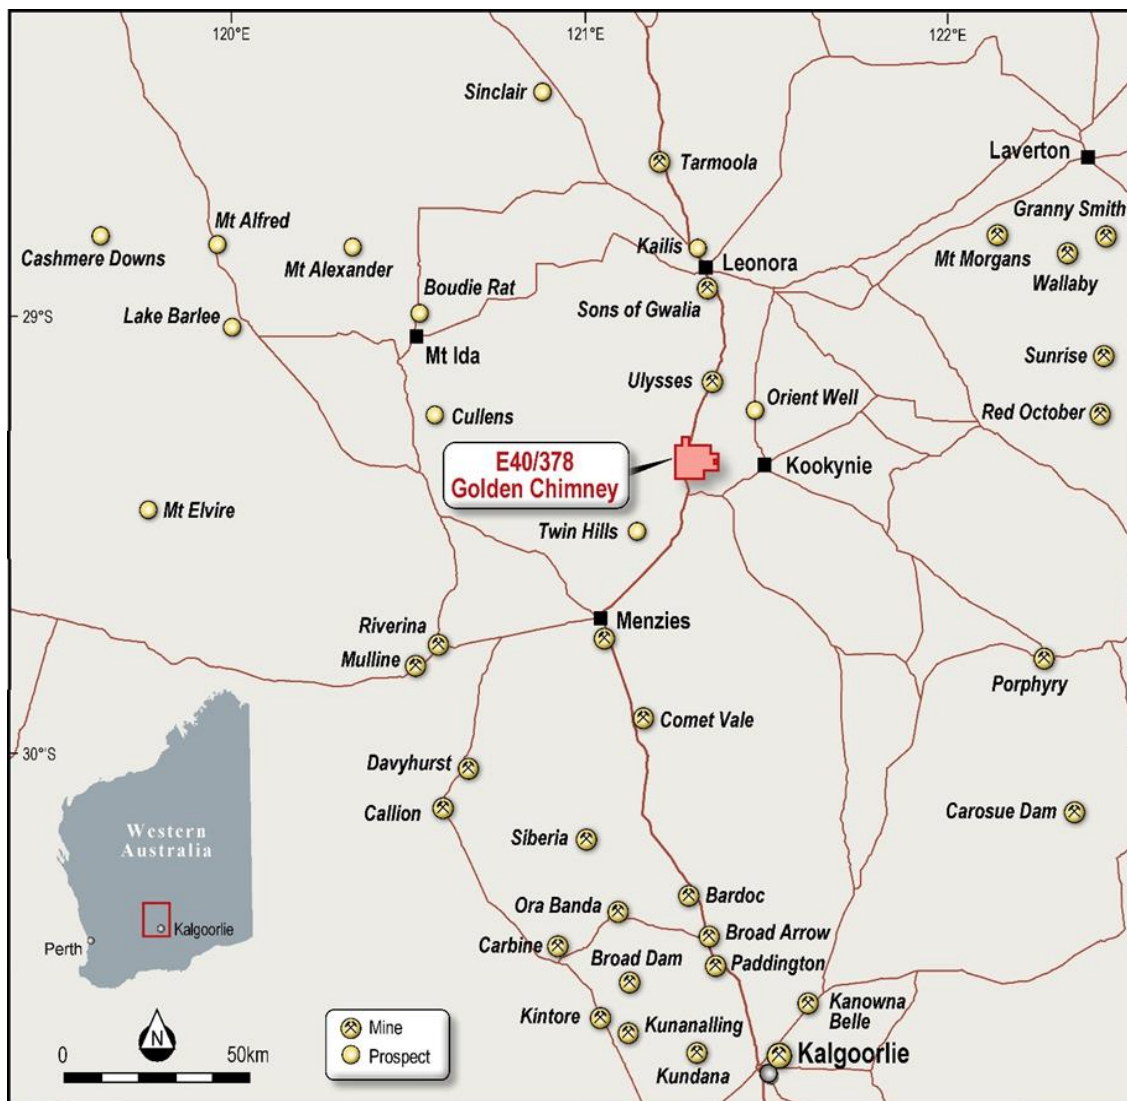 120°E
121°E
122°E
Sinclair
Tarmoola
Laverton
Granny Smith
Mt Alfred
Cashmere Downs
Mt Alexander
Kailis
Leonora
Mt Morgans
Wallaby
Boudie Rat
Sons of Gwalia
29°S
Lake Barlee
Mt Ida
Sunrise
Ulysses
Orient Well
Red October
Cullens
E40/378
Golden Chimney
Kookynie
Mt Elvire
Twin Hills
Menzies
Riverina
Mulline
Porphyry
Comet Vale
30°S
Davyhurst
Callion
Carosue Dam
Siberia
Western
Australia
Bardoc
Ora Banda
Kalgoorlie
Perth
Carbine
Broad Arrow
Broad Dam
Paddington
Kintore
Kunanalling
Kanowna
Belle
Kundana
Kalgoorlie
N
0
50km
Mine
Prospect